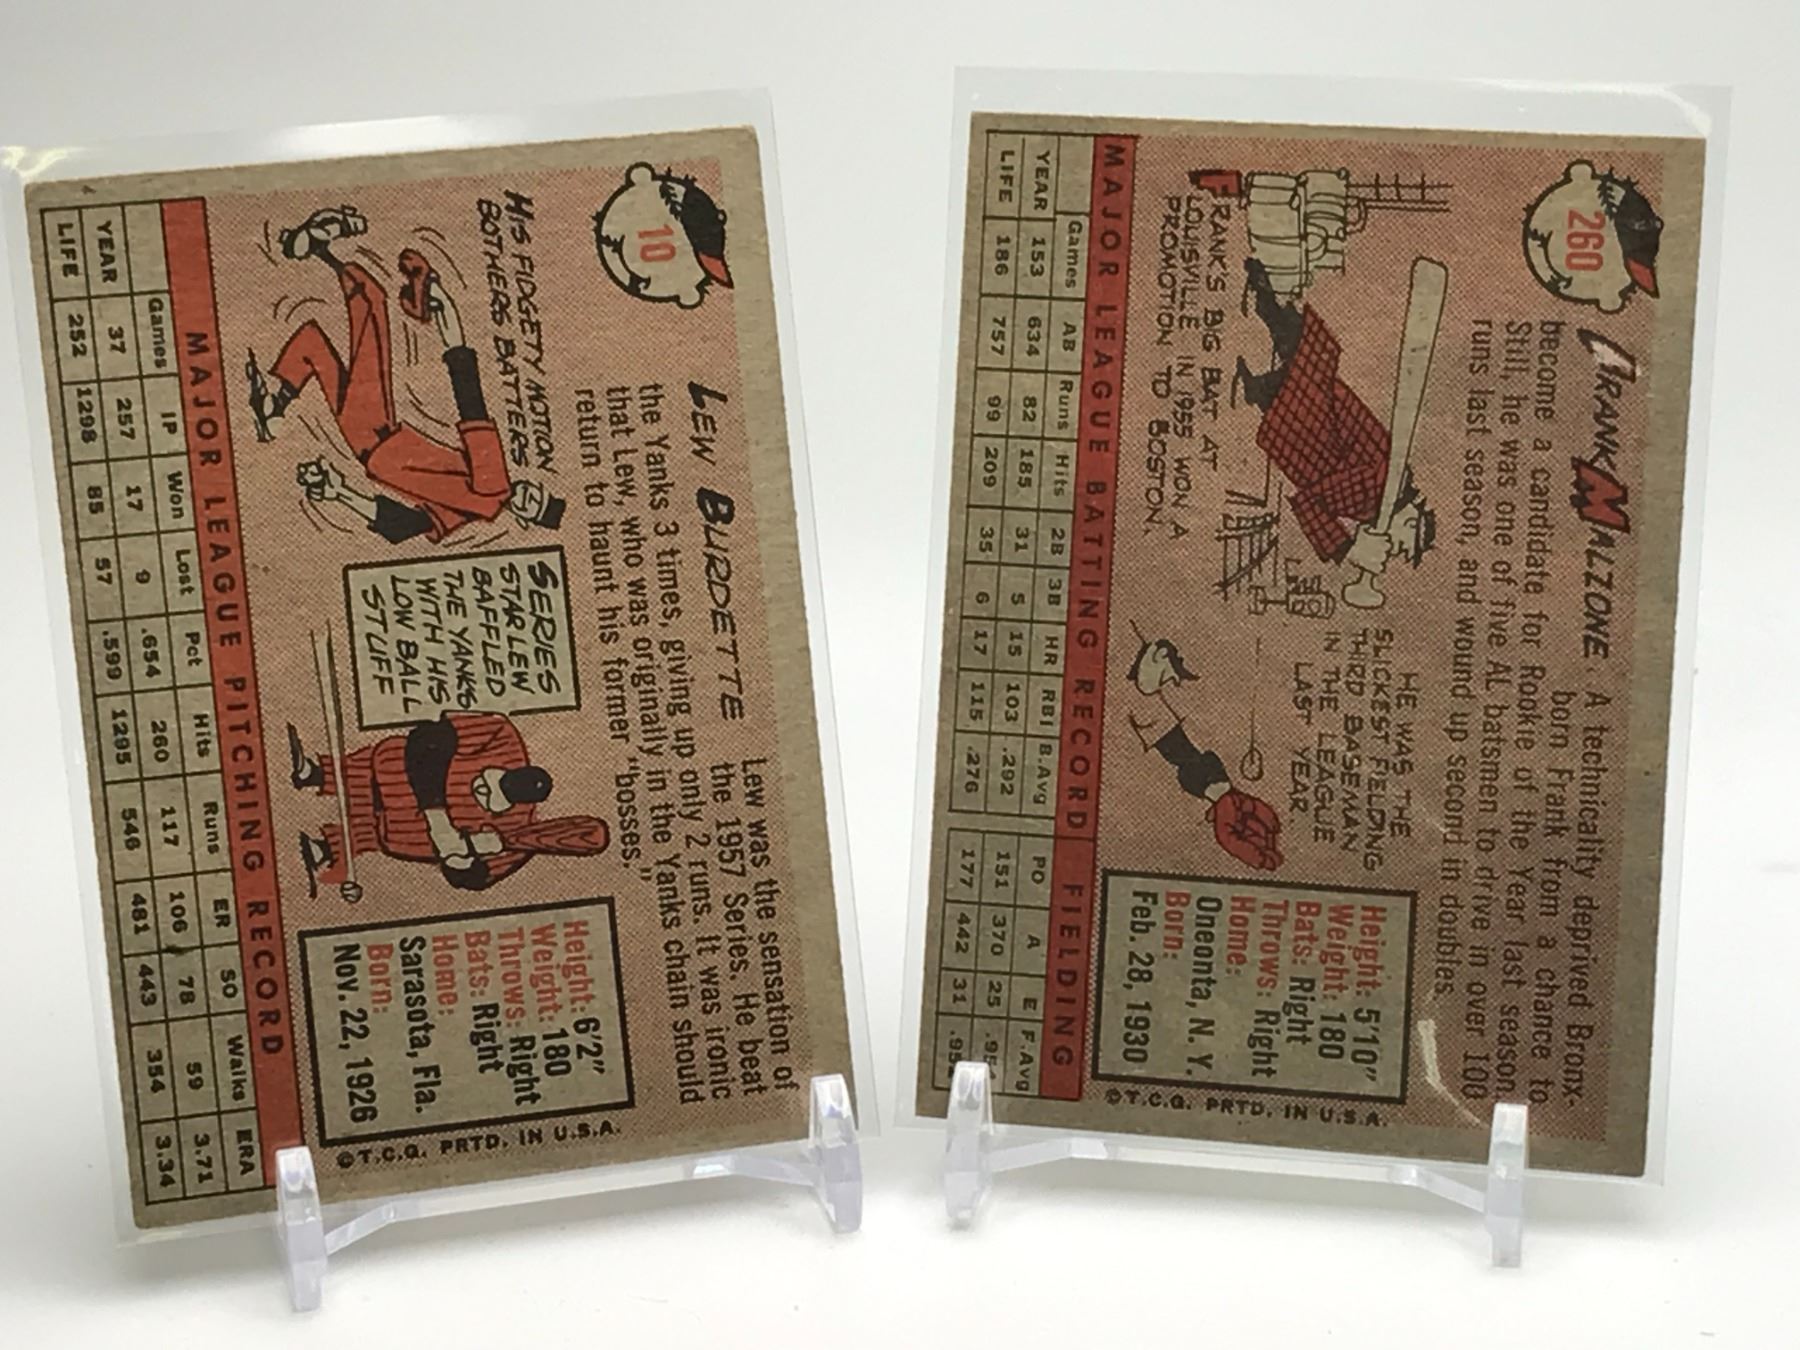 10
LEW BURDETTE Lew was the sensation of
the 1957 Series. He beat
the Yanks 3 times, giving up only 2 runs. It was ironic
that Lew, who was originally in the Yanks chain should
return to haunt his former "bosses."
HIS FIDGETY MOTION
BOTHERS BATTERS
SERIES
STAR LEW
BAFFLED
THE YANKS
WITH HIS
LOW BALL
STUFF
Height: 6'2"
Weight: 180
Throws: Right
Bats: Right
Home:
Sarasota, Fla.
Born:
Nov. 22, 1926
©T.C.G. PRTD. IN U.S.A.
MAJOR LEAGUE PITCHING RECORD
Games IP Won Lost Pct Hits Runs ER SO Walks ERA
YEAR 37 257 17 9 .654 260 117 106 78 59 3.71
LIFE 252 1298 85 57 .599 1295 546 481 443 354 3.34
260
FRANK MALZONE A technicality deprived Bronx-
born Frank from a chance to
become a candidate for Rookie of the Year last season.
Still, he was one of five AL batsmen to drive in over 100
runs last season, and wound up second in doubles.
FRANK'S BIG BAT AT
LOUISVILLE IN 1955 WON A
PROMOTION TO BOSTON.
HE WAS THE
SLICKEST FIELDING
THIRD BASEMAN
IN THE LEAGUE
LAST YEAR
Height: 5'10"
Weight: 180
Bats: Right
Throws: Right
Home:
Oneonta, N. Y.
Born:
Feb. 28, 1930
©T.C.G. PRTD. IN U.S.A.
MAJOR LEAGUE BATTING RECORD FIELDING
Games AB Runs Hits 2B 3B HR RBI B.Avg PO A E F.Avg
YEAR 153 634 82 185 31 5 15 103 .292 151 370 25
LIFE 186 757 99 209 35 6 17 115 .276 177 442 31